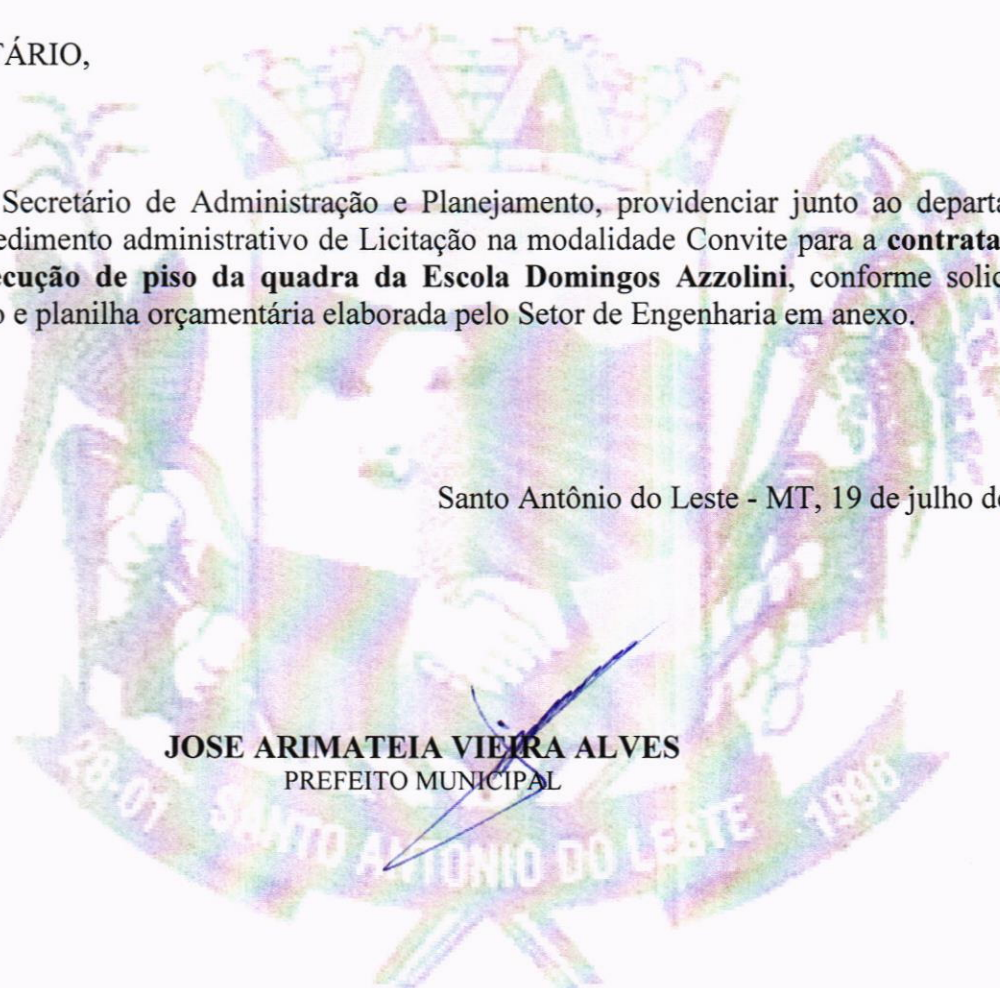 TÁRIO,
Secretário de Administração e Planejamento, providenciar junto ao departa
edimento administrativo de Licitação na modalidade Convite para a contrata
cução de piso da quadra da Escola Domingos Azzolini, conforme solic
o e planilha orçamentária elaborada pelo Setor de Engenharia em anexo.
Santo Antônio do Leste - MT, 19 de julho de
JOSE ARIMATEIA VIEIRA ALVES
PREFEITO MUNICIPAL
28-01 SANTO ANTONIO DO LESTE 1998